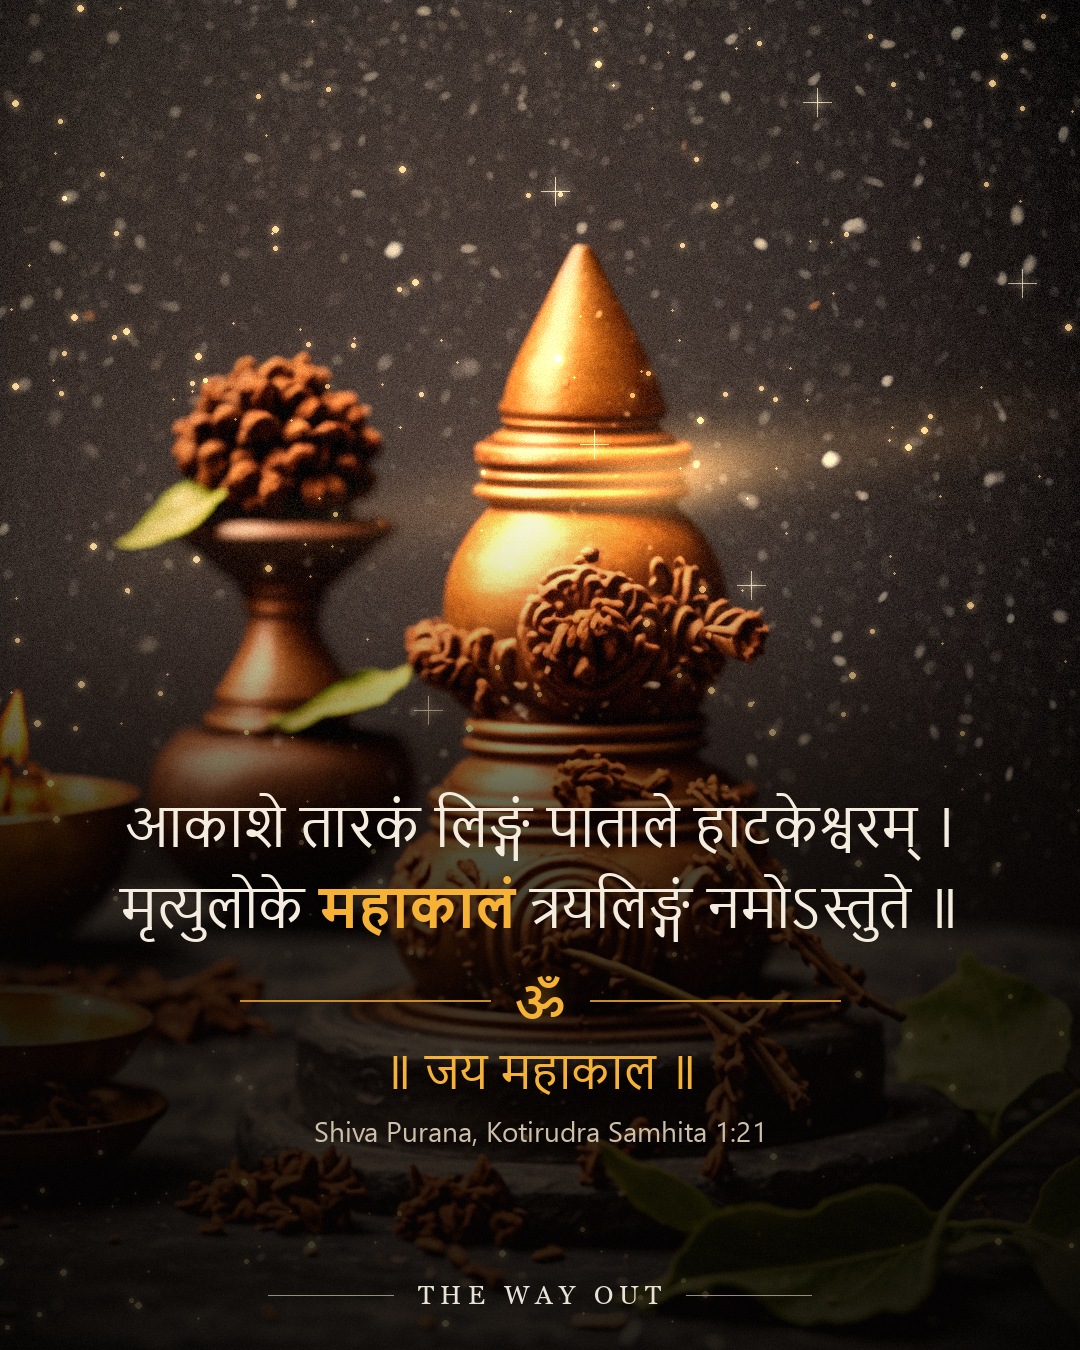 आकाशे तारकं लिङ्गं पाताले हाटकेश्वरम् ।
मृत्युलोके महाकालं त्रयलिङ्गं नमोऽस्तुते ॥
ॐ
॥ जय महाकाल ॥
Shiva Purana, Kotirudra Samhita 1:21
THE WAY OUT